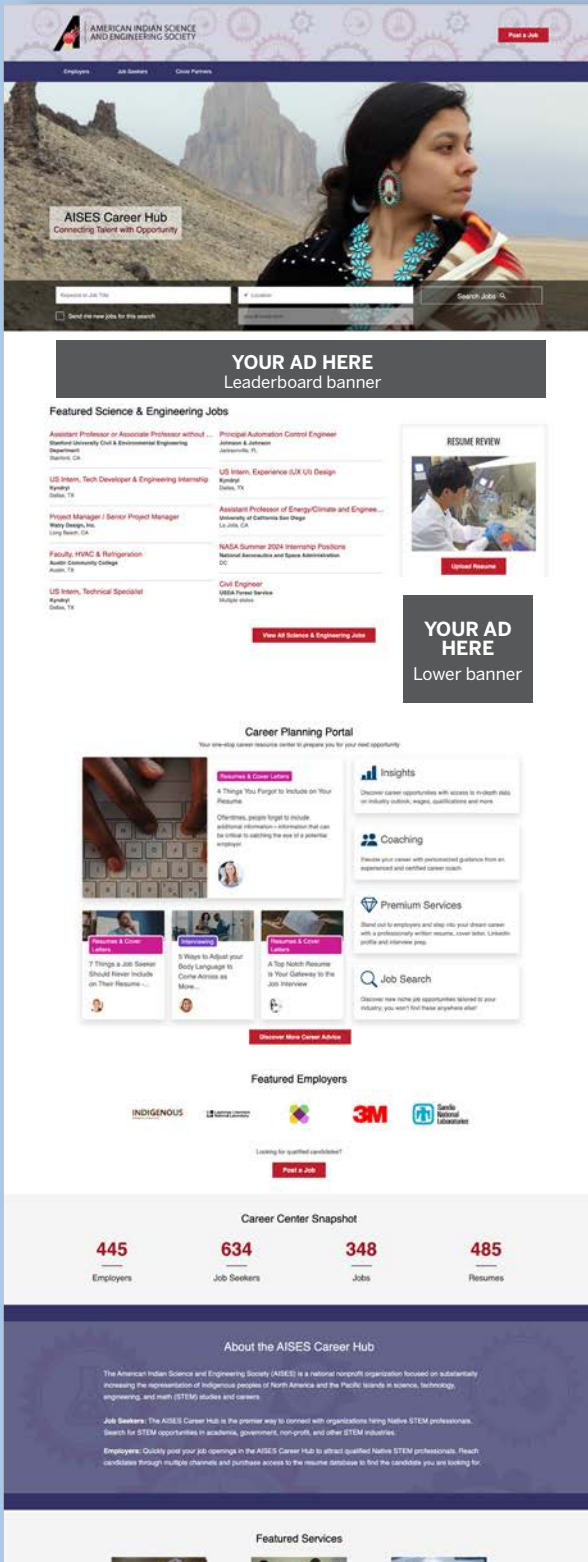 AMERICAN INDIAN SCIENCE
AND ENGINEERING SOCIETY
Post a Job
Employers
Job Seekers
Circle Partners
AISES Career Hub
Connecting Talent with Opportunity
Keyword or Job Title
Location
Search Jobs
Send me new jobs for this search
YOUR AD HERE
Leaderboard banner
Featured Science & Engineering Jobs
Assistant Professor or Associate Professor without ...
Stanford University Civil & Environmental Engineering
Department
Stanford, CA
US Intern, Tech Developer & Engineering Internship
Kyndryl
Dallas, TX
Project Manager / Senior Project Manager
Watry Design, Inc.
Long Beach, CA
Faculty, HVAC & Refrigeration
Austin Community College
Austin, TX
US Intern, Technical Specialist
Kyndryl
Dallas, TX
Principal Automation Control Engineer
Johnson & Johnson
Jacksonville, FL
US Intern, Experience (UX UI) Design
Kyndryl
Dallas, TX
Assistant Professor of Energy/Climate and Enginee...
University of California San Diego
La Jolla, CA
NASA Summer 2024 Internship Positions
National Aeronautics and Space Administration
DC
Civil Engineer
USDA Forest Service
Multiple states
View All Science & Engineering Jobs
RESUME REVIEW
Upload Resume
YOUR AD
HERE
Lower banner
Career Planning Portal
Your one-stop career resource center to prepare you for your next opportunity
Resumes & Cover Letters
4 Things You Forgot to Include on Your
Resume
Oftentimes, people forget to include
additional information – information that can
be critical to catching the eye of a potential
employer.
Resumes & Cover
Letters
7 Things a Job Seeker
Should Never Include
on Their Resume -...
Interviewing
5 Ways to Adjust your
Body Language to
Come Across as
More...
Resumes & Cover
Letters
A Top Notch Resume
is Your Gateway to the
Job Interview
Insights
Discover career opportunities with access to in-depth data
on industry outlook, wages, qualifications and more.
Coaching
Elevate your career with personalized guidance from an
experienced and certified career coach.
Premium Services
Stand out to employers and step into your dream career
with a professionally written resume, cover letter, LinkedIn
profile and interview prep.
Job Search
Discover new niche job opportunities tailored to your
industry; you won't find these anywhere else!
Discover More Career Advice
Featured Employers
INDIGENOUS
Lawrence Livermore
National Laboratory
3M
Sandia
National
Laboratories
Looking for qualified candidates?
Post a Job
Career Center Snapshot
445
Employers
634
Job Seekers
348
Jobs
485
Resumes
About the AISES Career Hub
The American Indian Science and Engineering Society (AISES) is a national nonprofit organization focused on substantially
increasing the representation of Indigenous peoples of North America and the Pacific Islands in science, technology,
engineering, and math (STEM) studies and careers.
Job Seekers: The AISES Career Hub is the premier way to connect with organizations hiring Native STEM professionals.
Search for STEM opportunities in academia, government, non-profit, and other STEM industries.
Employers: Quickly post your job openings in the AISES Career Hub to attract qualified Native STEM professionals. Reach
candidates through multiple channels and purchase access to the resume database to find the candidate you are looking for.
Featured Services